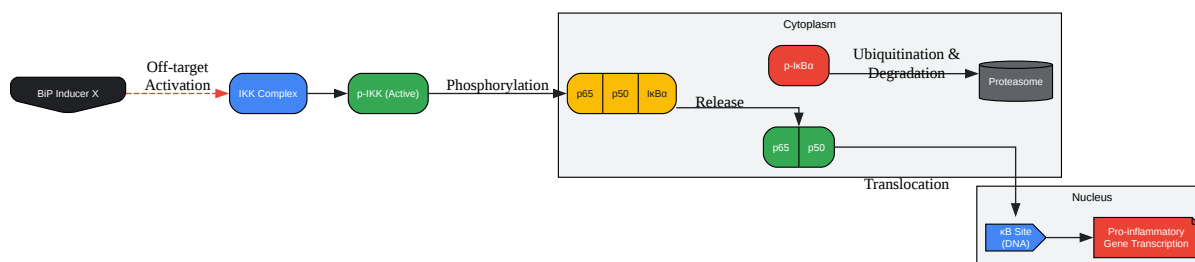 Cytoplasm
BiP Inducer X
Off-target
Activation
IKK Complex
p-IKK (Active)
Phosphorylation
p65
p50
IκBα
Release
p-IκBα
Ubiquitination &
Degradation
Proteasome
p65
p50
Translocation
Nucleus
κB Site
(DNA)
Pro-inflammatory
Gene Transcription